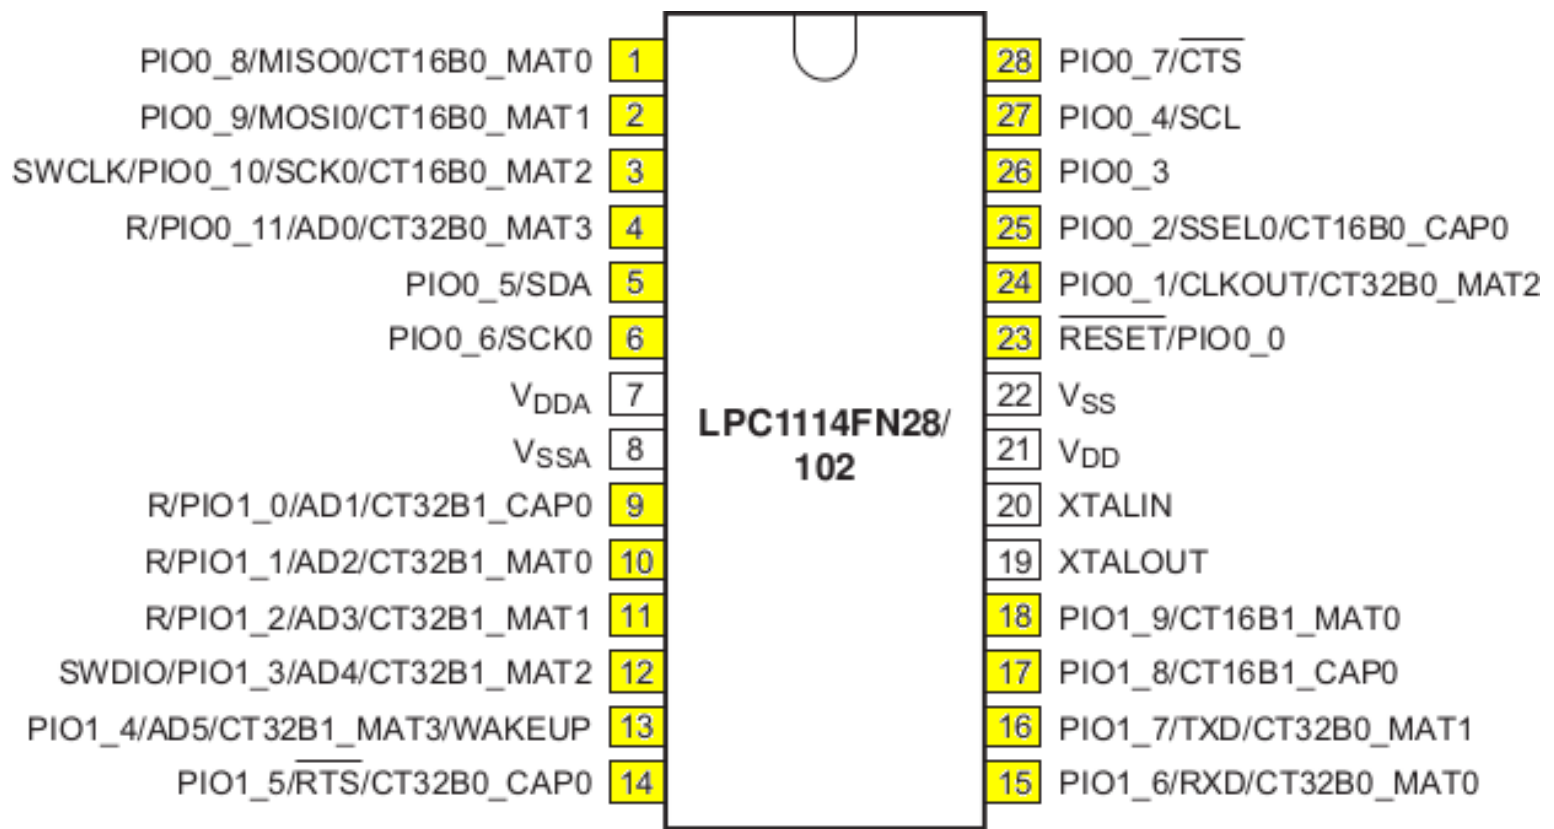 PIO0_8/MISO0/CT16B0_MAT0 1
PIO0_9/MOSI0/CT16B0_MAT1 2
SWCLK/PIO0_10/SCK0/CT16B0_MAT2 3
R/PIO0_11/AD0/CT32B0_MAT3 4
PIO0_5/SDA 5
PIO0_6/SCK0 6
VDDA 7
VSSA 8
R/PIO1_0/AD1/CT32B1_CAP0 9
R/PIO1_1/AD2/CT32B1_MAT0 10
R/PIO1_2/AD3/CT32B1_MAT1 11
SWDIO/PIO1_3/AD4/CT32B1_MAT2 12
PIO1_4/AD5/CT32B1_MAT3/WAKEUP 13
PIO1_5/RTS/CT32B0_CAP0 14
LPC1114FN28/
102
28 PIO0_7/CTS
27 PIO0_4/SCL
26 PIO0_3
25 PIO0_2/SSEL0/CT16B0_CAP0
24 PIO0_1/CLKOUT/CT32B0_MAT2
23 RESET/PIO0_0
22 VSS
21 VDD
20 XTALIN
19 XTALOUT
18 PIO1_9/CT16B1_MAT0
17 PIO1_8/CT16B1_CAP0
16 PIO1_7/TXD/CT32B0_MAT1
15 PIO1_6/RXD/CT32B0_MAT0